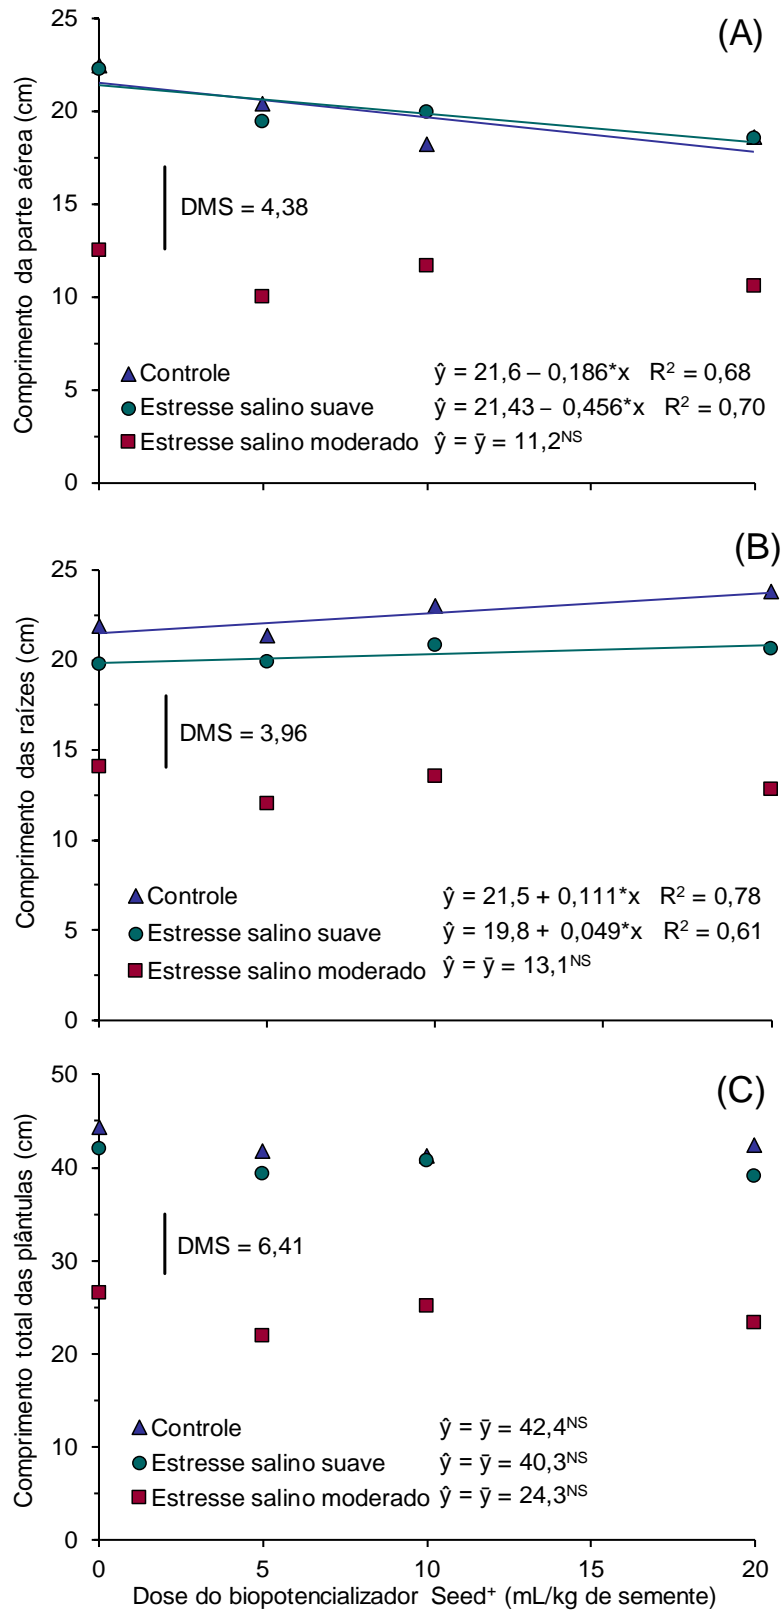 (A)
Comprimento da parte aérea (cm)
25
20
15
10
5
0
DMS = 4,38
Controle ŷ = 21,6 – 0,186*x R² = 0,68
Estresse salino suave ŷ = 21,43 – 0,456*x R² = 0,70
Estresse salino moderado ŷ = ȳ = 11,2ᴺˢ
(B)
Comprimento das raízes (cm)
25
20
15
10
5
0
DMS = 3,96
Controle ŷ = 21,5 + 0,111*x R² = 0,78
Estresse salino suave ŷ = 19,8 + 0,049*x R² = 0,61
Estresse salino moderado ŷ = ȳ = 13,1ᴺˢ
(C)
Comprimento total das plântulas (cm)
50
40
30
20
10
0
DMS = 6,41
Controle ŷ = ȳ = 42,4ᴺˢ
Estresse salino suave ŷ = ȳ = 40,3ᴺˢ
Estresse salino moderado ŷ = ȳ = 24,3ᴺˢ
0 5 10 15 20
Dose do biopotencializador Seed⁺ (mL/kg de semente)